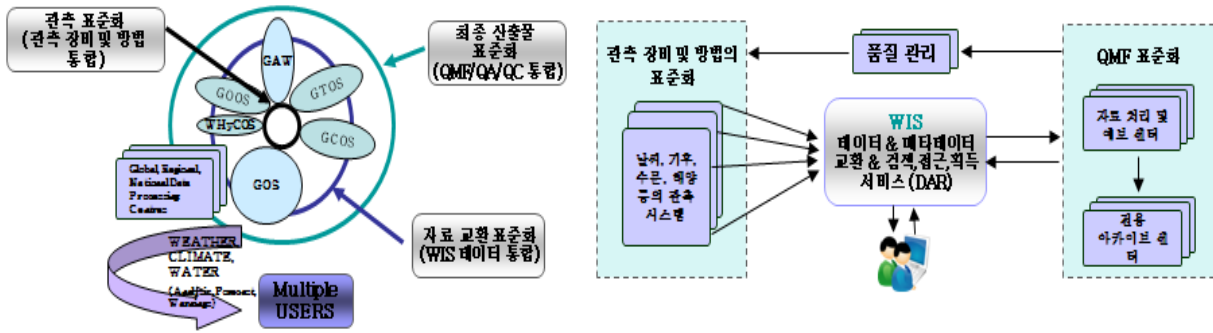 관측 표준화
(관측 장비 및 방법
통합)
최종 산출물
표준화
(QMF/QA/QC 통합)
GAW
GOOS
GTOS
WHYCOS
GCOS
GOS
Global, Regional,
National Data
Processing
Centres
자료 교환 표준화
(WIS 데이터 통합)
WEATHER,
CLIMATE,
WATER
(Analysis, Forecast,
Warnings)
Multiple
USERS
관측 장비 및 방법의
표준화
날씨, 기후,
수문, 해양
등의 관측
시스템
품질 관리
WIS
데이터 & 메타데이터
교환 & 검색,접근,획득
서비스 (DAR)
QMF 표준화
자료 처리 및
예보 센터
전용
아카이브 센
터